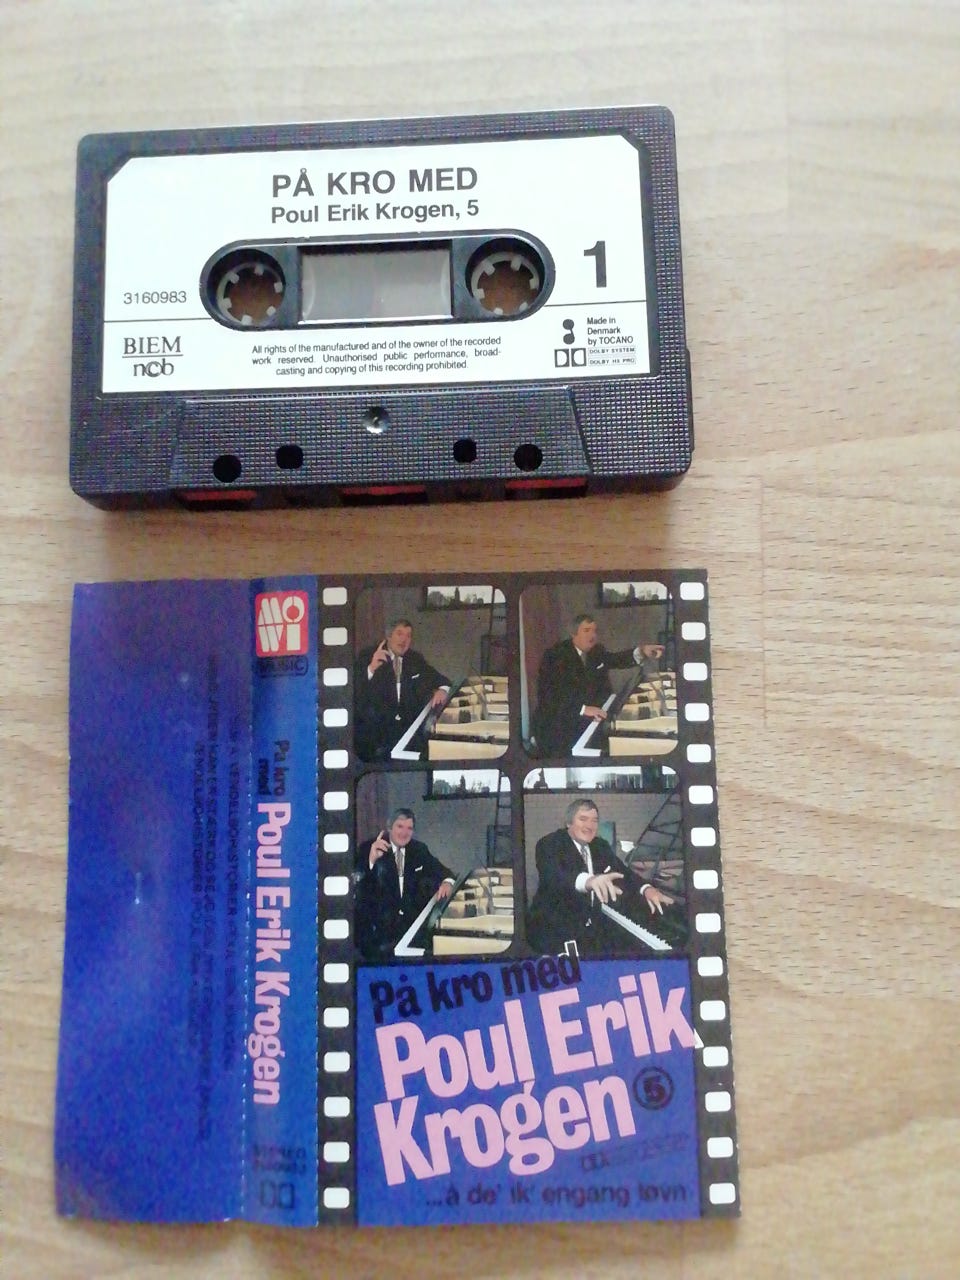 PÅ KRO MED
Poul Erik Krogen, 5
1
3160983
BIEM
ncb
All rights of the manufactured and of the owner of the recorded
work reserved. Unauthorised public performance, broad-
casting and copying of this recording prohibited.
Made in
Denmark
by TOCANO
DOLBY SYSTEM
DOLBY HX PRO
MOWI
MUSIC
På kro
med
Poul Erik Krogen
STEREO
På kro med
Poul Erik
Krogen 5
...å de' ik' engang løvn